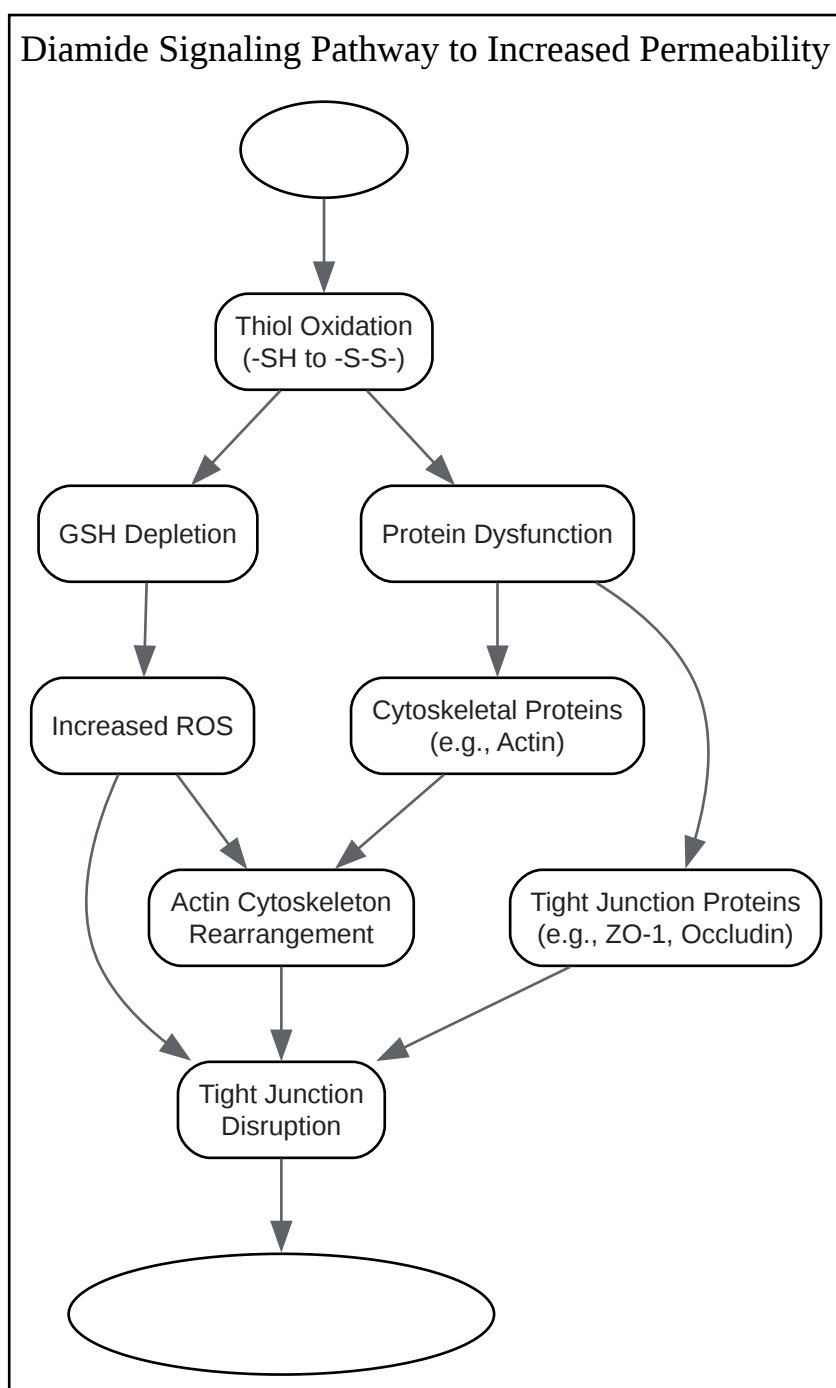 Diamide Signaling Pathway to Increased Permeability
Thiol Oxidation
(-SH to -S-S-)
GSH Depletion
Protein Dysfunction
Increased ROS
Cytoskeletal Proteins
(e.g., Actin)
Actin Cytoskeleton
Rearrangement
Tight Junction Proteins
(e.g., ZO-1, Occludin)
Tight Junction
Disruption